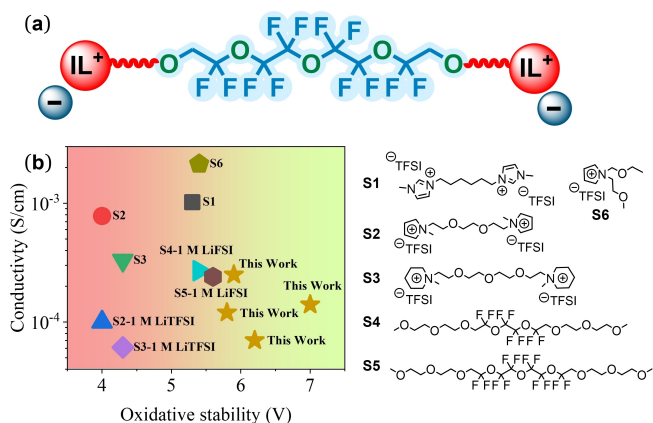 (a)
F F F F
O O O
IL+ O O IL+
F F F F F F F F
− −
(b)
10⁻³
10⁻⁴
Conductivity (S/cm)
4 5 6 7
Oxidative stability (V)
S6
S1
S2
S3
S4-1 M LiFSI
S5-1 M LiFSI
This Work
This Work
This Work
This Work
S2-1 M LiTFSI
S3-1 M LiTFSI
S1
⁻TFSI
N N + N N +
⁻TFSI
S6
⁻TFSI
N O
O
S2
N O O O N
⁻TFSI ⁻TFSI
S3
N O O O N
⁻TFSI ⁻TFSI
S4
F F F F
O O O O O O O
F F F F F F F F
S5
F F F F
O O O O O O O O O
F F F F F F F F